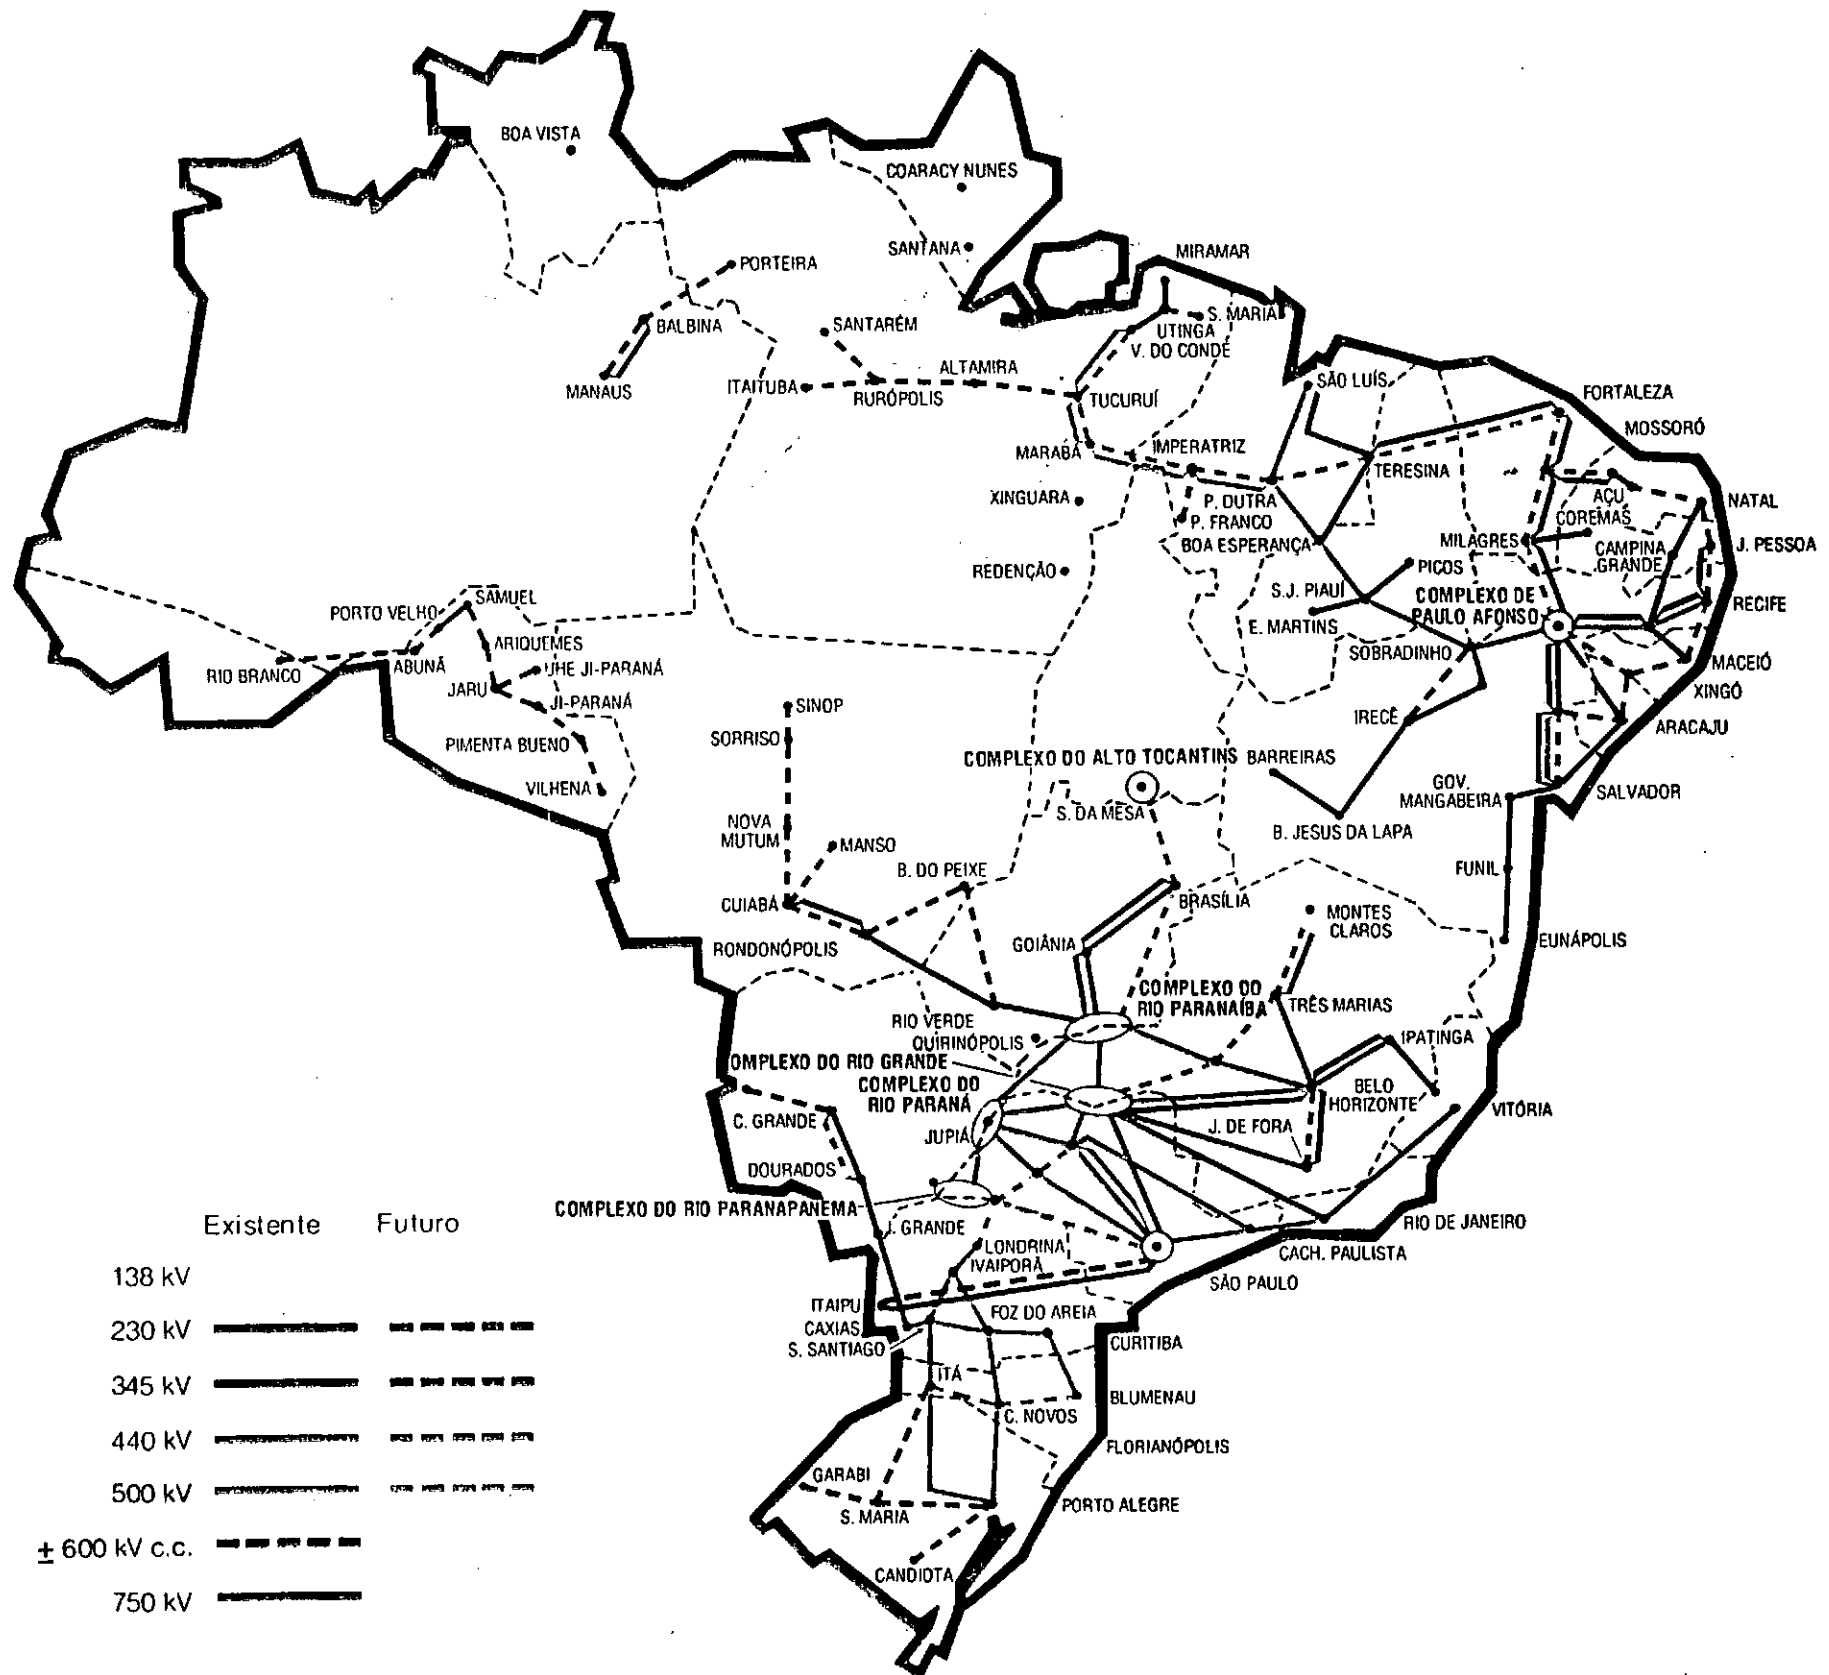 BOA VISTA
COARACY NUNES
SANTANA
MIRAMAR
PORTEIRA
BALBINA
SANTARÉM
S. MARIA
UTINGA
V. DO CONDE
MANAUS
ITAITUBA
ALTAMIRA
RURÓPOLIS
TUCURUÍ
SÃO LUÍS
FORTALEZA
MOSSORÓ
MARABÁ
IMPERATRIZ
TERESINA
XINGUARA
P. DUTRA
P. FRANCO
AÇU
NATAL
COREMAS
BOA ESPERANÇA
MILAGRES
CAMPINA
GRANDE
J. PESSOA
REDENÇÃO
PICOS
S.J. PIAUÍ
COMPLEXO DE
PAULO AFONSO
RECIFE
SAMUEL
PORTO VELHO
E. MARTINS
ARIQUEMES
SOBRADINHO
MACEIÓ
RIO BRANCO
ABUNÃ
UHE JI-PARANÁ
XINGÓ
JARU
JI-PARANÁ
SINOP
IRECÊ
ARACAJU
PIMENTA BUENO
SORRISO
COMPLEXO DO ALTO TOCANTINS
BARREIRAS
VILHENA
GOV.
MANGABEIRA
SALVADOR
S. DA MESA
NOVA
MUTUM
B. JESUS DA LAPA
MANSO
B. DO PEIXE
FUNIL
CUIABÁ
BRASÍLIA
MONTES
CLAROS
RONDONÓPOLIS
GOIÂNIA
EUNÁPOLIS
COMPLEXO DO
RIO PARANAÍBA
TRÊS MARIAS
RIO VERDE
QUIRINÓPOLIS
IPATINGA
OMPLEXO DO RIO GRANDE
COMPLEXO DO
RIO PARANÁ
BELO
HORIZONTE
VITÓRIA
C. GRANDE
JUPIÁ
J. DE FORA
DOURADOS
COMPLEXO DO RIO PARANAPANEMA
RIO DE JANEIRO
J. GRANDE
LONDRINA
IVAIPORÃ
CACH. PAULISTA
SÃO PAULO
ITAIPU
FOZ DO AREIA
CAXIAS
S. SANTIAGO
CURITIBA
ITÁ
BLUMENAU
C. NOVOS
FLORIANÓPOLIS
GARABI
S. MARIA
PORTO ALEGRE
CANDIOTA
Existente Futuro
138 kV
230 kV
345 kV
440 kV
500 kV
± 600 kV c.c.
750 kV